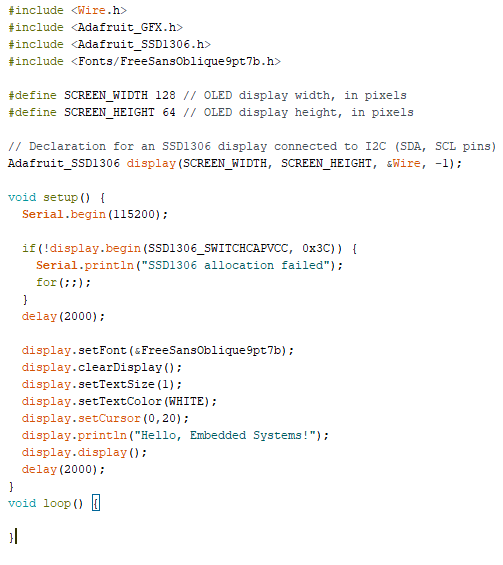 #include <Wire.h>
#include <Adafruit_GFX.h>
#include <Adafruit_SSD1306.h>
#include <Fonts/FreeSansOblique9pt7b.h>
#define SCREEN_WIDTH 128 // OLED display width, in pixels
#define SCREEN_HEIGHT 64 // OLED display height, in pixels
// Declaration for an SSD1306 display connected to I2C (SDA, SCL pins)
Adafruit_SSD1306 display(SCREEN_WIDTH, SCREEN_HEIGHT, &Wire, -1);
void setup() {
  Serial.begin(115200);
  if(!display.begin(SSD1306_SWITCHCAPVCC, 0x3C)) {
    Serial.println("SSD1306 allocation failed");
    for(;;);
  }
  delay(2000);
  display.setFont(&FreeSansOblique9pt7b);
  display.clearDisplay();
  display.setTextSize(1);
  display.setTextColor(WHITE);
  display.setCursor(0,20);
  display.println("Hello, Embedded Systems!");
  display.display();
  delay(2000);
}
void loop() {
}